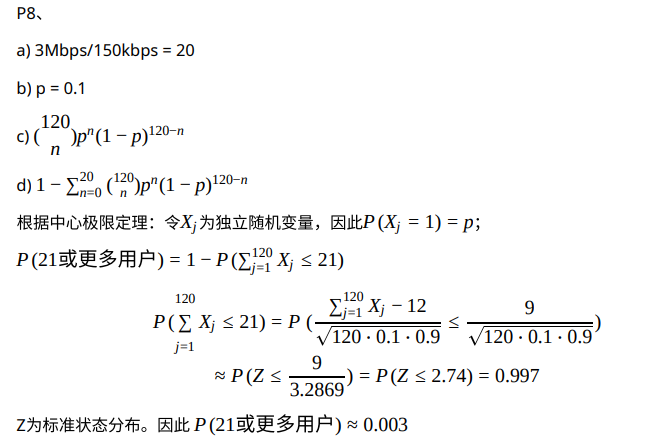 P8、
a) 3Mbps/150kbps = 20
b) p = 0.1
c) $\binom{120}{n}p^n(1-p)^{120-n}$
d) $1-\sum_{n=0}^{20}\binom{120}{n}p^n(1-p)^{120-n}$
根据中心极限定理：令$X_j$为独立随机变量，因此$P(X_j=1)=p$;
$P(21或更多用户)=1-P(\sum_{j=1}^{120}X_j\leq 21)$
$P(\sum_{j=1}^{120}X_j\leq 21)=P(\frac{\sum_{j=1}^{120}X_j-12}{\sqrt{120\cdot 0.1\cdot 0.9}}\leq\frac{9}{\sqrt{120\cdot 0.1\cdot 0.9}})$
$\approx P(Z\leq\frac{9}{3.2869})=P(Z\leq 2.74)=0.997$
Z为标准状态分布。因此 $P(21或更多用户)\approx 0.003$